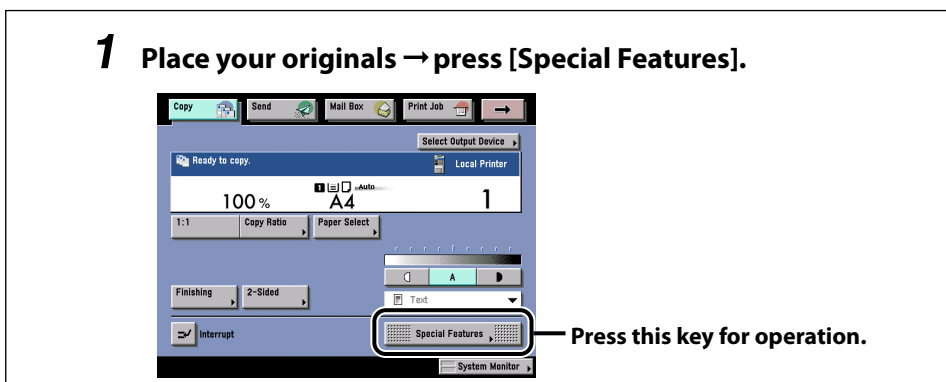 1 Place your originals → press [Special Features].
Copy Send Mail Box Print Job →
Select Output Device
Ready to copy. Local Printer
1 Auto
100 % A4 1
1:1 Copy Ratio Paper Select
A
Finishing 2-Sided
Text
Interrupt Special Features
Press this key for operation.
System Monitor